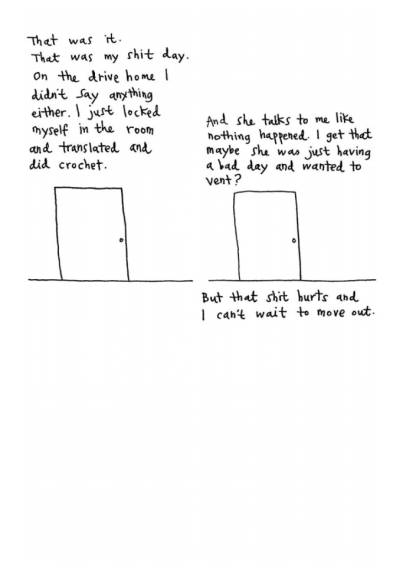 That was it.
That was my shit day.
On the drive home I
didn't say anything
either. I just locked
myself in the room
and translated and
did crochet.
And she talks to me like
nothing happened. I get that
maybe she was just having
a bad day and wanted to
vent?
But that shit hurts and
I can't wait to move out.